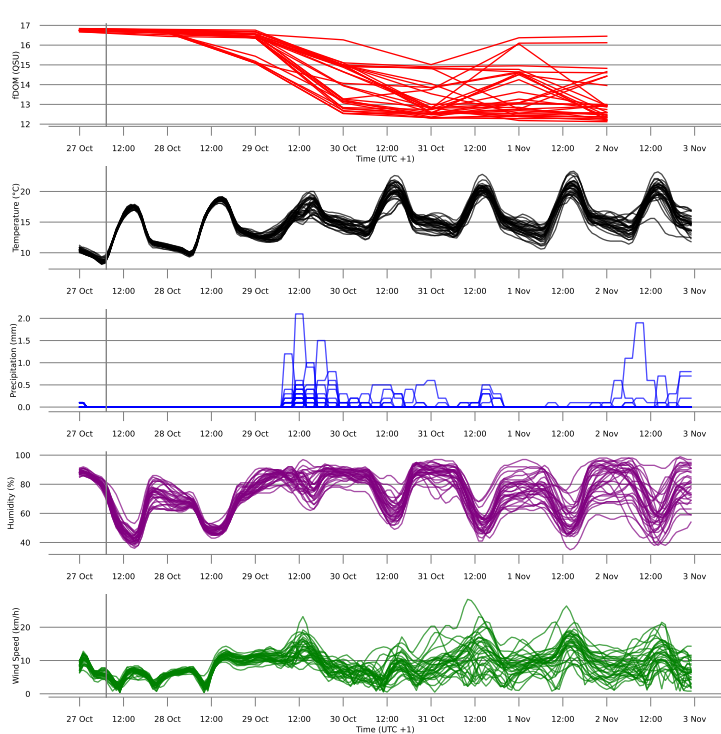 17
16
15
14
13
12
fDOM (QSU)
27 Oct 12:00 28 Oct 12:00 29 Oct 12:00 30 Oct 12:00 31 Oct 12:00 1 Nov 12:00 2 Nov 12:00 3 Nov
Time (UTC +1)
20
15
10
Temperature (°C)
27 Oct 12:00 28 Oct 12:00 29 Oct 12:00 30 Oct 12:00 31 Oct 12:00 1 Nov 12:00 2 Nov 12:00 3 Nov
2.0
1.5
1.0
0.5
0.0
Precipitation (mm)
27 Oct 12:00 28 Oct 12:00 29 Oct 12:00 30 Oct 12:00 31 Oct 12:00 1 Nov 12:00 2 Nov 12:00 3 Nov
100
80
60
40
Humidity (%)
27 Oct 12:00 28 Oct 12:00 29 Oct 12:00 30 Oct 12:00 31 Oct 12:00 1 Nov 12:00 2 Nov 12:00 3 Nov
20
10
0
Wind Speed (km/h)
27 Oct 12:00 28 Oct 12:00 29 Oct 12:00 30 Oct 12:00 31 Oct 12:00 1 Nov 12:00 2 Nov 12:00 3 Nov
Time (UTC +1)